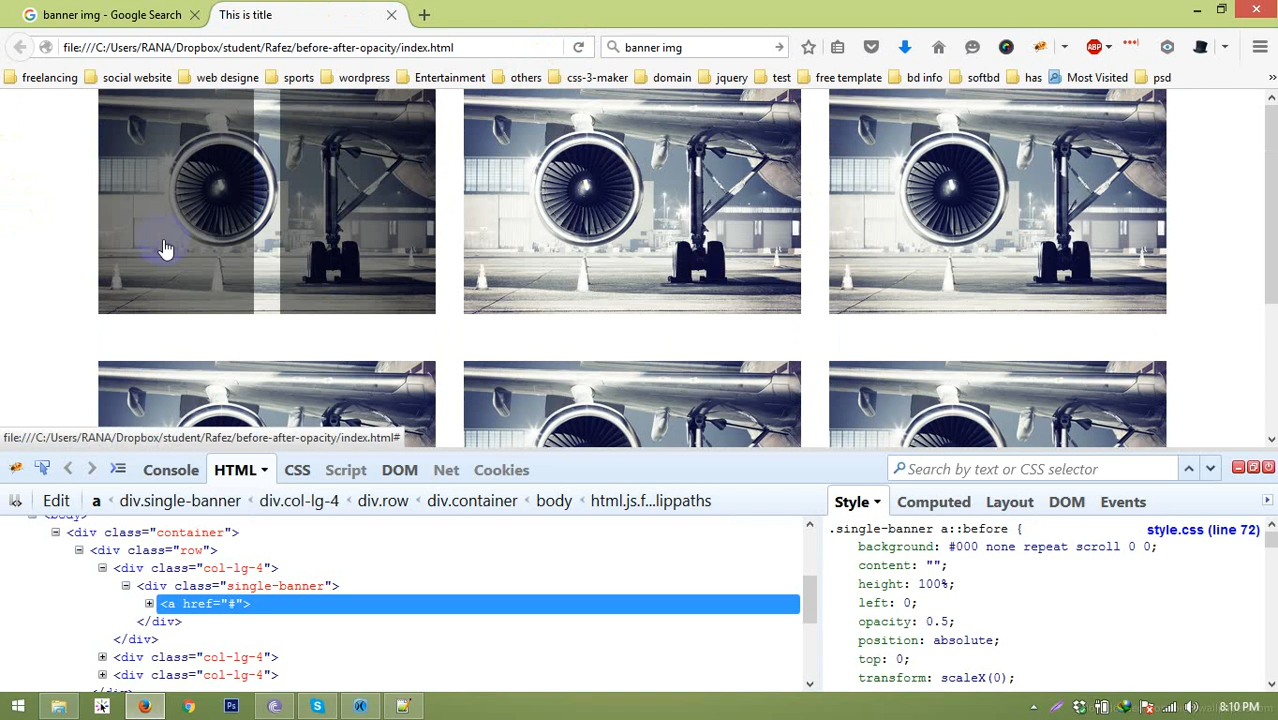 banner img - Google Search
This is title
file:///C:/Users/RANA/Dropbox/student/Rafez/before-after-opacity/index.html
banner img
ABP
freelancing social website web designe sports wordpress Entertainment others css-3-maker domain jquery test free template bd info softbd has Most Visited psd
file:///C:/Users/RANA/Dropbox/student/Rafez/before-after-opacity/index.html#
Console HTML CSS Script DOM Net Cookies
Search by text or CSS selector
Edit a < div.single-banner < div.col-lg-4 < div.row < div.container < body < html.js.f...lippaths
Style Computed Layout DOM Events
<body>
<div class="container">
<div class="row">
<div class="col-lg-4">
<div class="single-banner">
<a href="#">
</div>
</div>
<div class="col-lg-4">
<div class="col-lg-4">
</div>
.single-banner a::before {
style.css (line 72)
background: #000 none repeat scroll 0 0;
content: "";
height: 100%;
left: 0;
opacity: 0.5;
position: absolute;
top: 0;
transform: scaleX(0);
8:10 PM